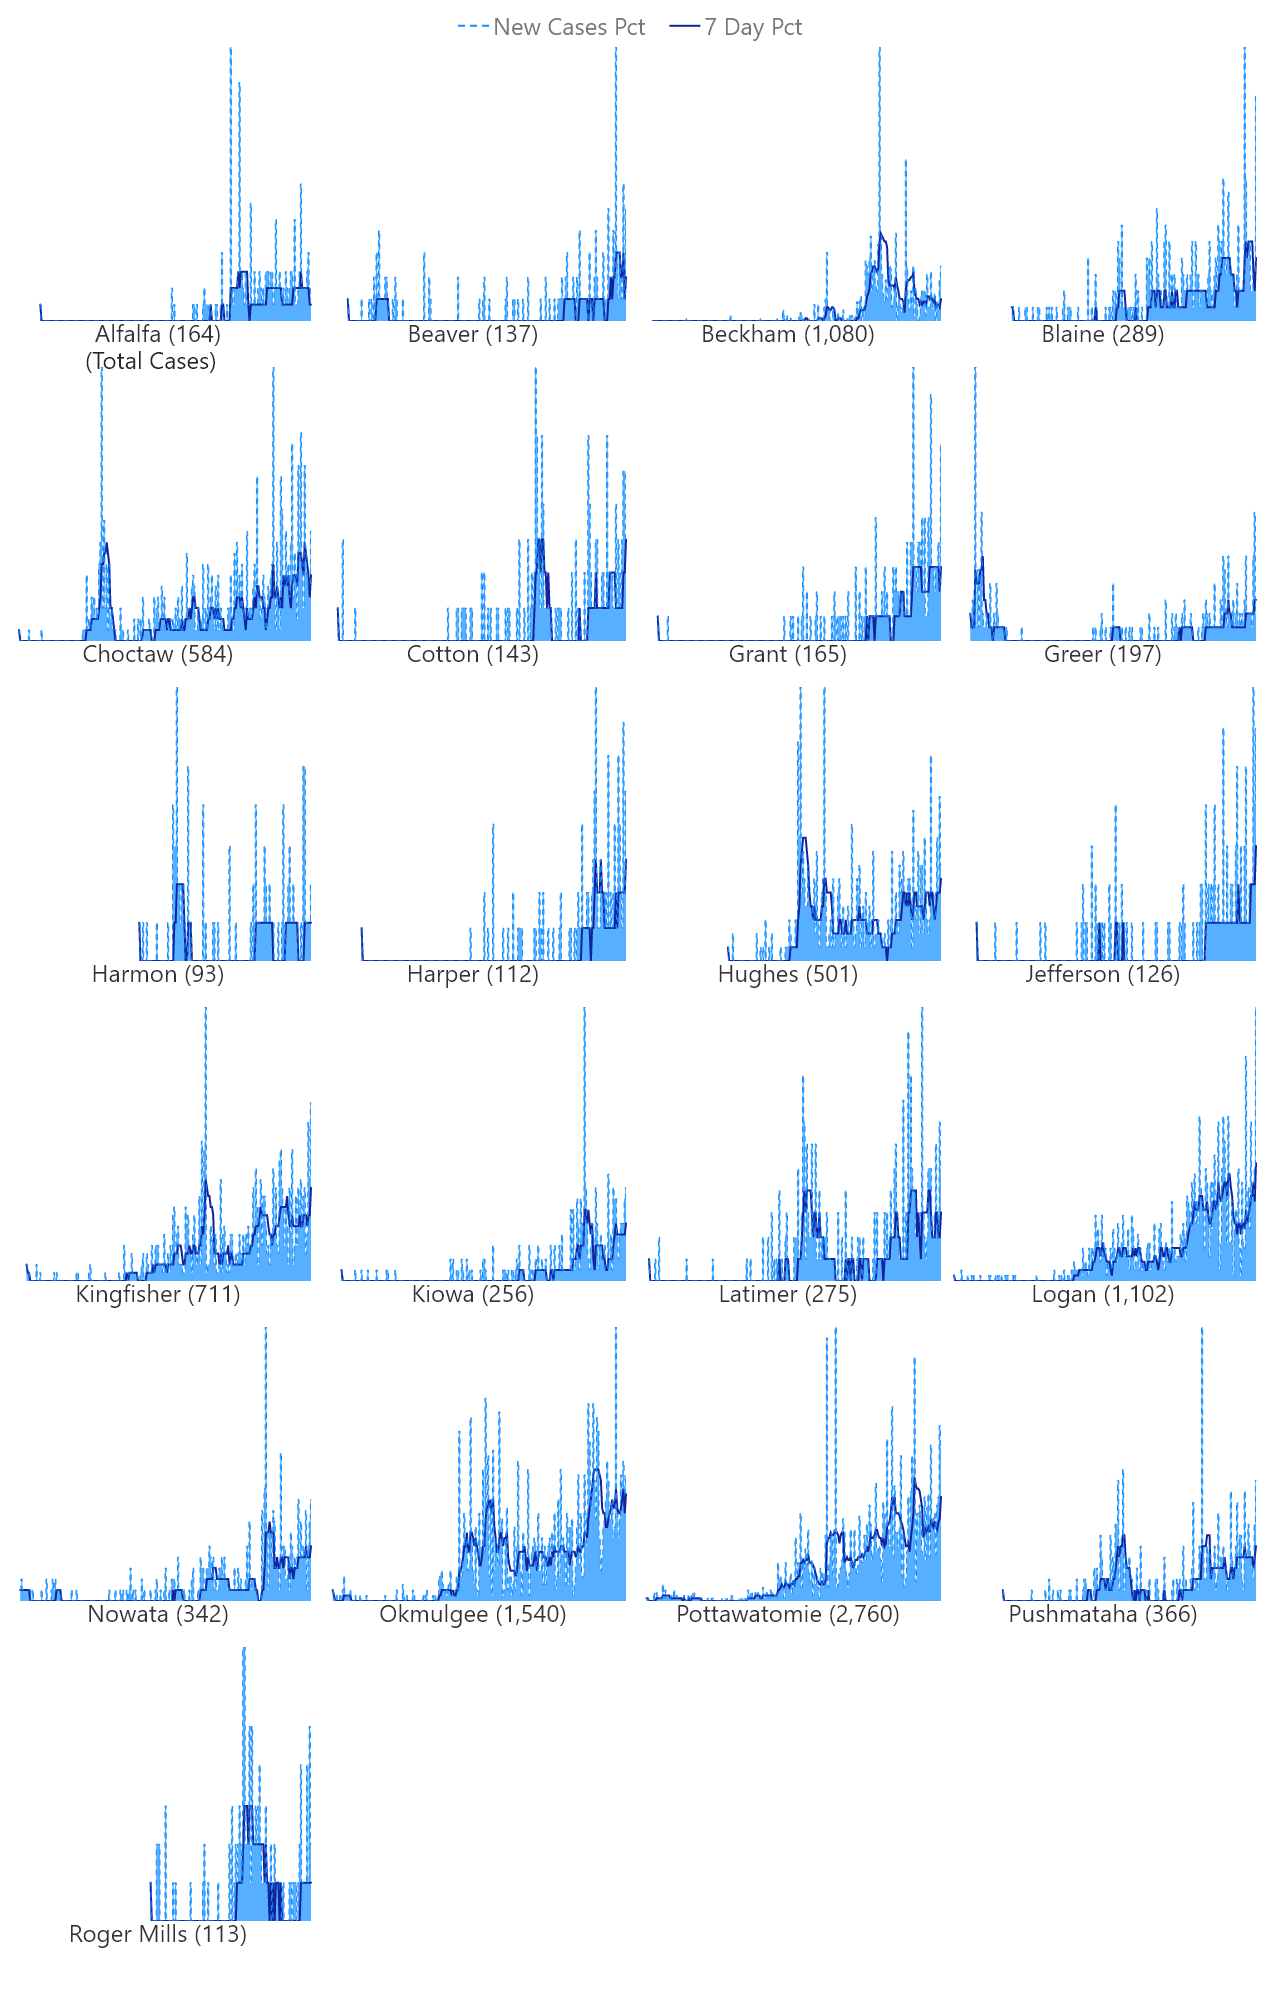 New Cases Pct 7 Day Pct
Alfalfa (164) Beaver (137) Beckham (1,080) Blaine (289)
(Total Cases)
Choctaw (584) Cotton (143) Grant (165) Greer (197)
Harmon (93) Harper (112) Hughes (501) Jefferson (126)
Kingfisher (711) Kiowa (256) Latimer (275) Logan (1,102)
Nowata (342) Okmulgee (1,540) Pottawatomie (2,760) Pushmataha (366)
Roger Mills (113)